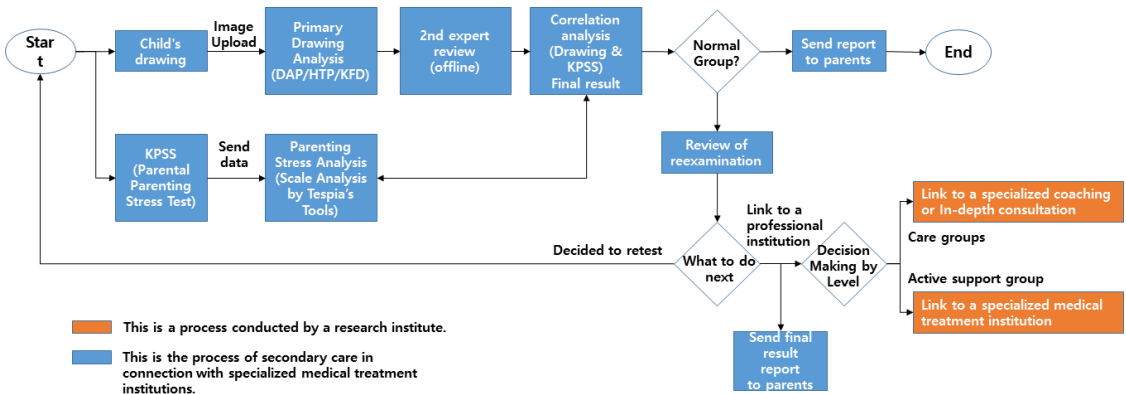 Star
t
Child's
drawing
Image
Upload
Primary
Drawing
Analysis
(DAP/HTP/KFD)
2nd expert
review
(offline)
Correlation
analysis
(Drawing &
KPSS)
Final result
Normal
Group?
Send report
to parents
End
KPSS
(Parental
Parenting
Stress Test)
Send
data
Parenting
Stress Analysis
(Scale Analysis
by Tespia's
Tools)
Review of
reexamination
Decided to retest
What to do
next
Link to a
professional
institution
Decision
Making by
Level
Link to a specialized coaching
or In-depth consultation
Care groups
Active support group
Link to a specialized medical
treatment institution
Send final
result
report
to parents
This is a process conducted by a research institute.
This is the process of secondary care in
connection with specialized medical treatment
institutions.